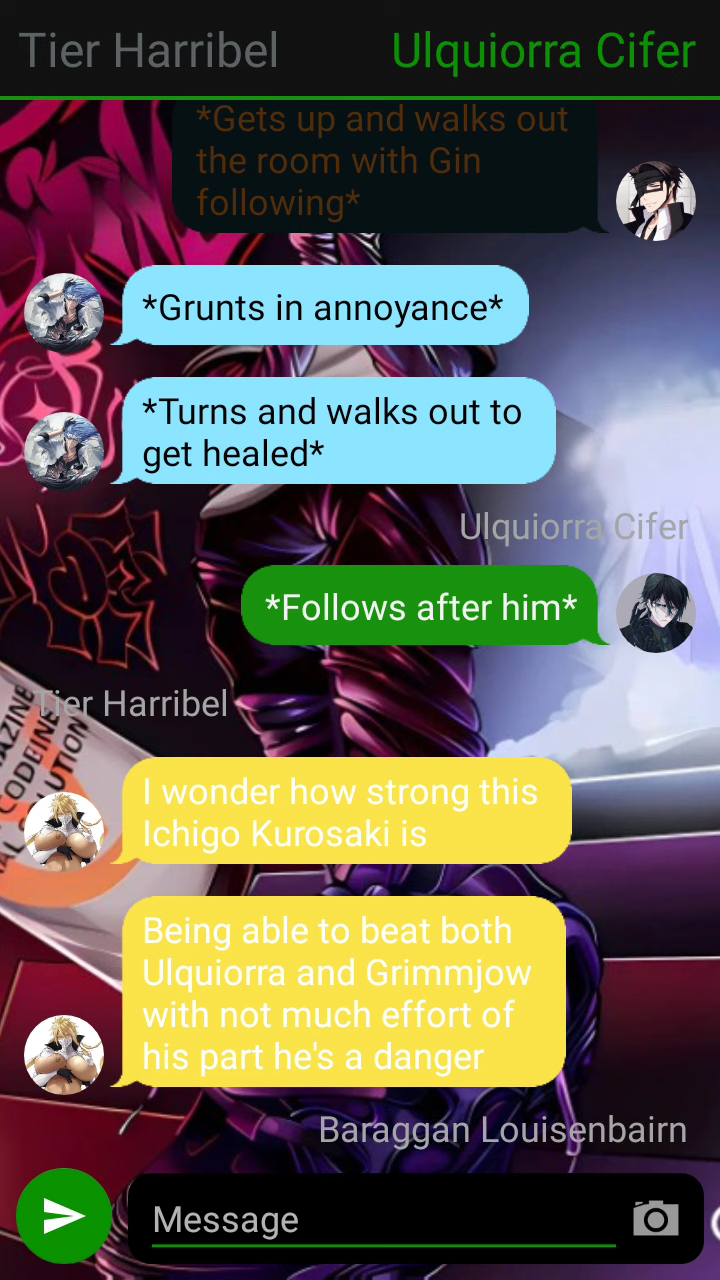 Tier Harribel Ulquiorra Cifer
*Gets up and walks out
the room with Gin
following*
*Grunts in annoyance*
*Turns and walks out to
get healed*
Ulquiorra Cifer
*Follows after him*
Tier Harribel
I wonder how strong this
Ichigo Kurosaki is
Being able to beat both
Ulquiorra and Grimmjow
with not much effort of
his part he's a danger
Baraggan Louisenbairn
Message
CODEINE